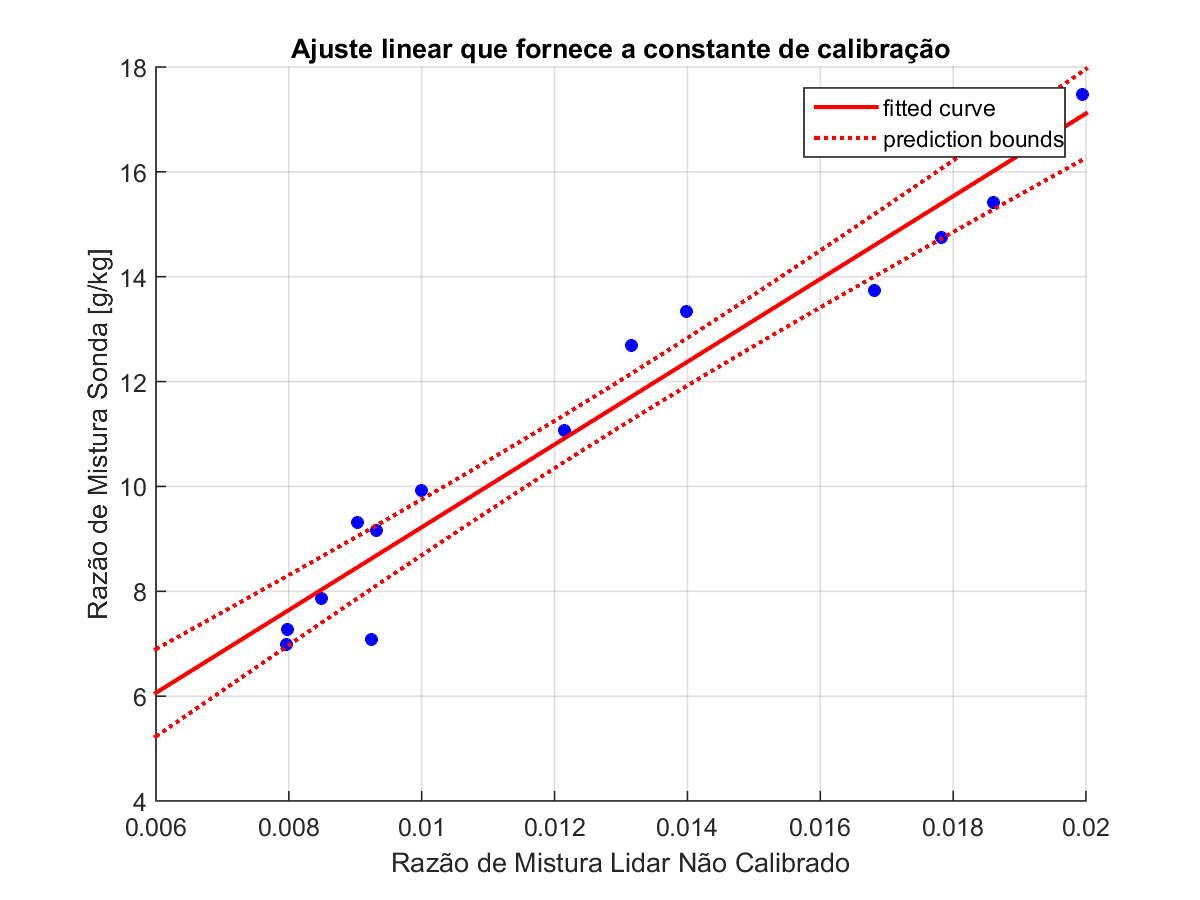 Ajuste linear que fornece a constante de calibração
fitted curve
prediction bounds
18
16
14
12
10
8
6
4
Razão de Mistura Sonda [g/kg]
0.006 0.008 0.01 0.012 0.014 0.016 0.018 0.02
Razão de Mistura Lidar Não Calibrado